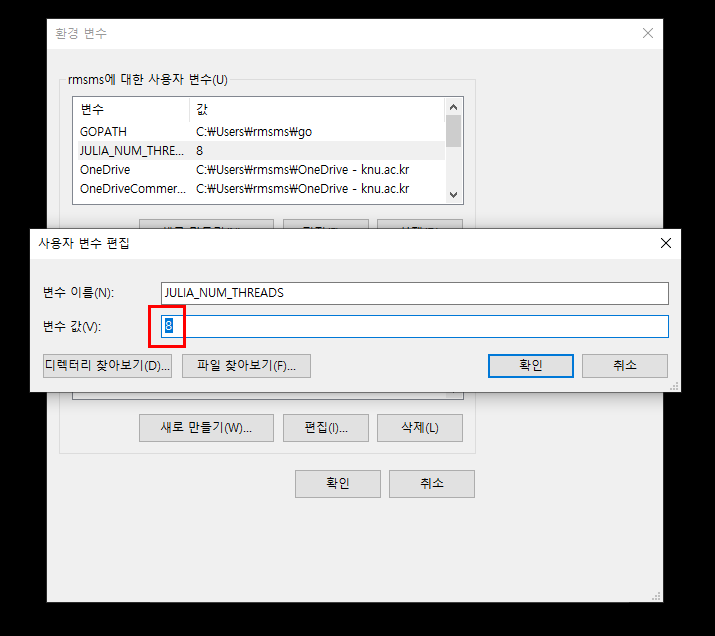 환경 변수
rmsms에 대한 사용자 변수(U)
변수 값
GOPATH C:₩Users₩rmsms₩go
JULIA_NUM_THRE... 8
OneDrive C:₩Users₩rmsms₩OneDrive - knu.ac.kr
OneDriveCommer... C:₩Users₩rmsms₩OneDrive - knu.ac.kr
사용자 변수 편집
변수 이름(N): JULIA_NUM_THREADS
변수 값(V): 8
디렉터리 찾아보기(D)... 파일 찾아보기(F)... 확인 취소
새로 만들기(W)... 편집(I)... 삭제(L)
확인 취소